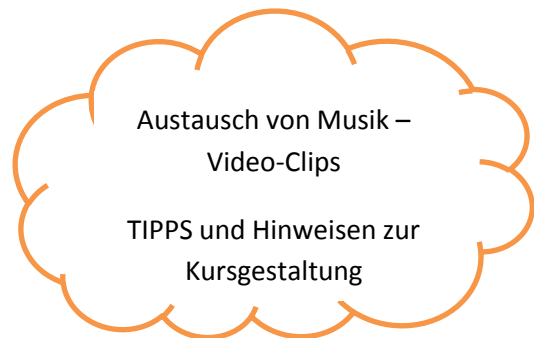 Austausch von Musik –
Video-Clips
TIPPS und Hinweisen zur
Kursgestaltung